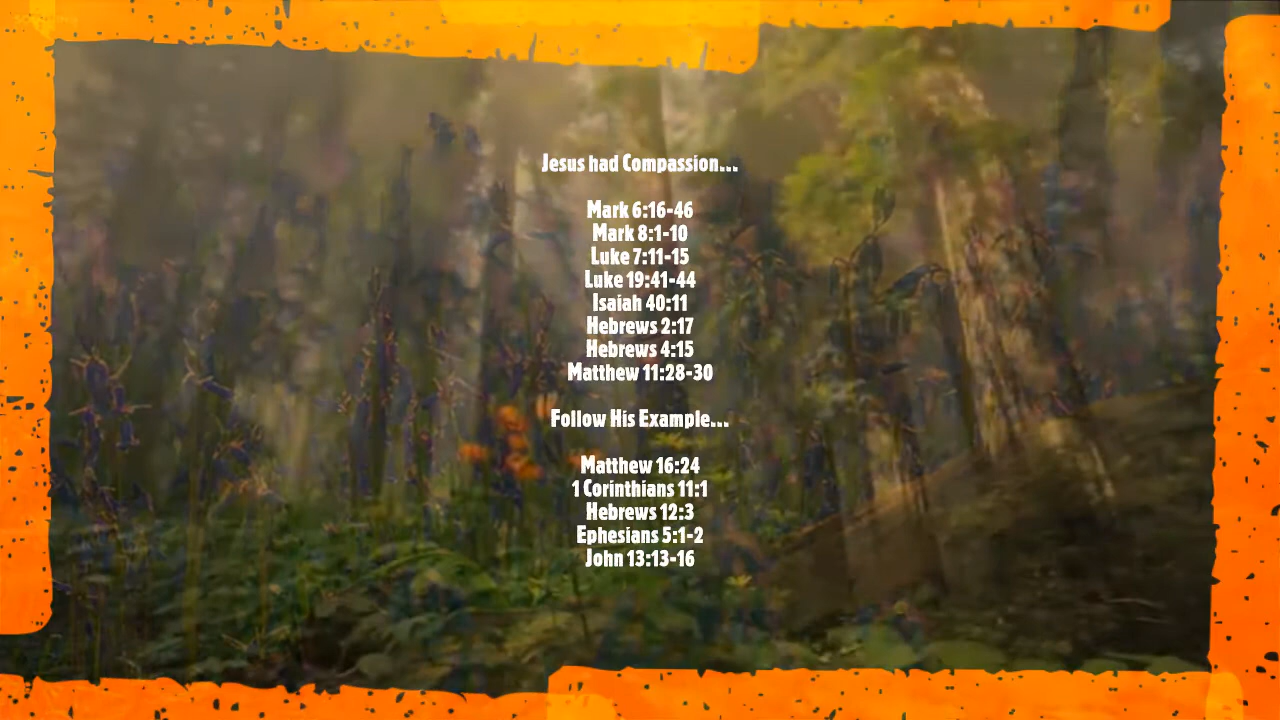 Jesus had Compassion...
Mark 6:16-46
Mark 8:1-10
Luke 7:11-15
Luke 19:41-44
Isaiah 40:11
Hebrews 2:17
Hebrews 4:15
Matthew 11:28-30
Follow His Example...
Matthew 16:24
1 Corinthians 11:1
Hebrews 12:3
Ephesians 5:1-2
John 13:13-16